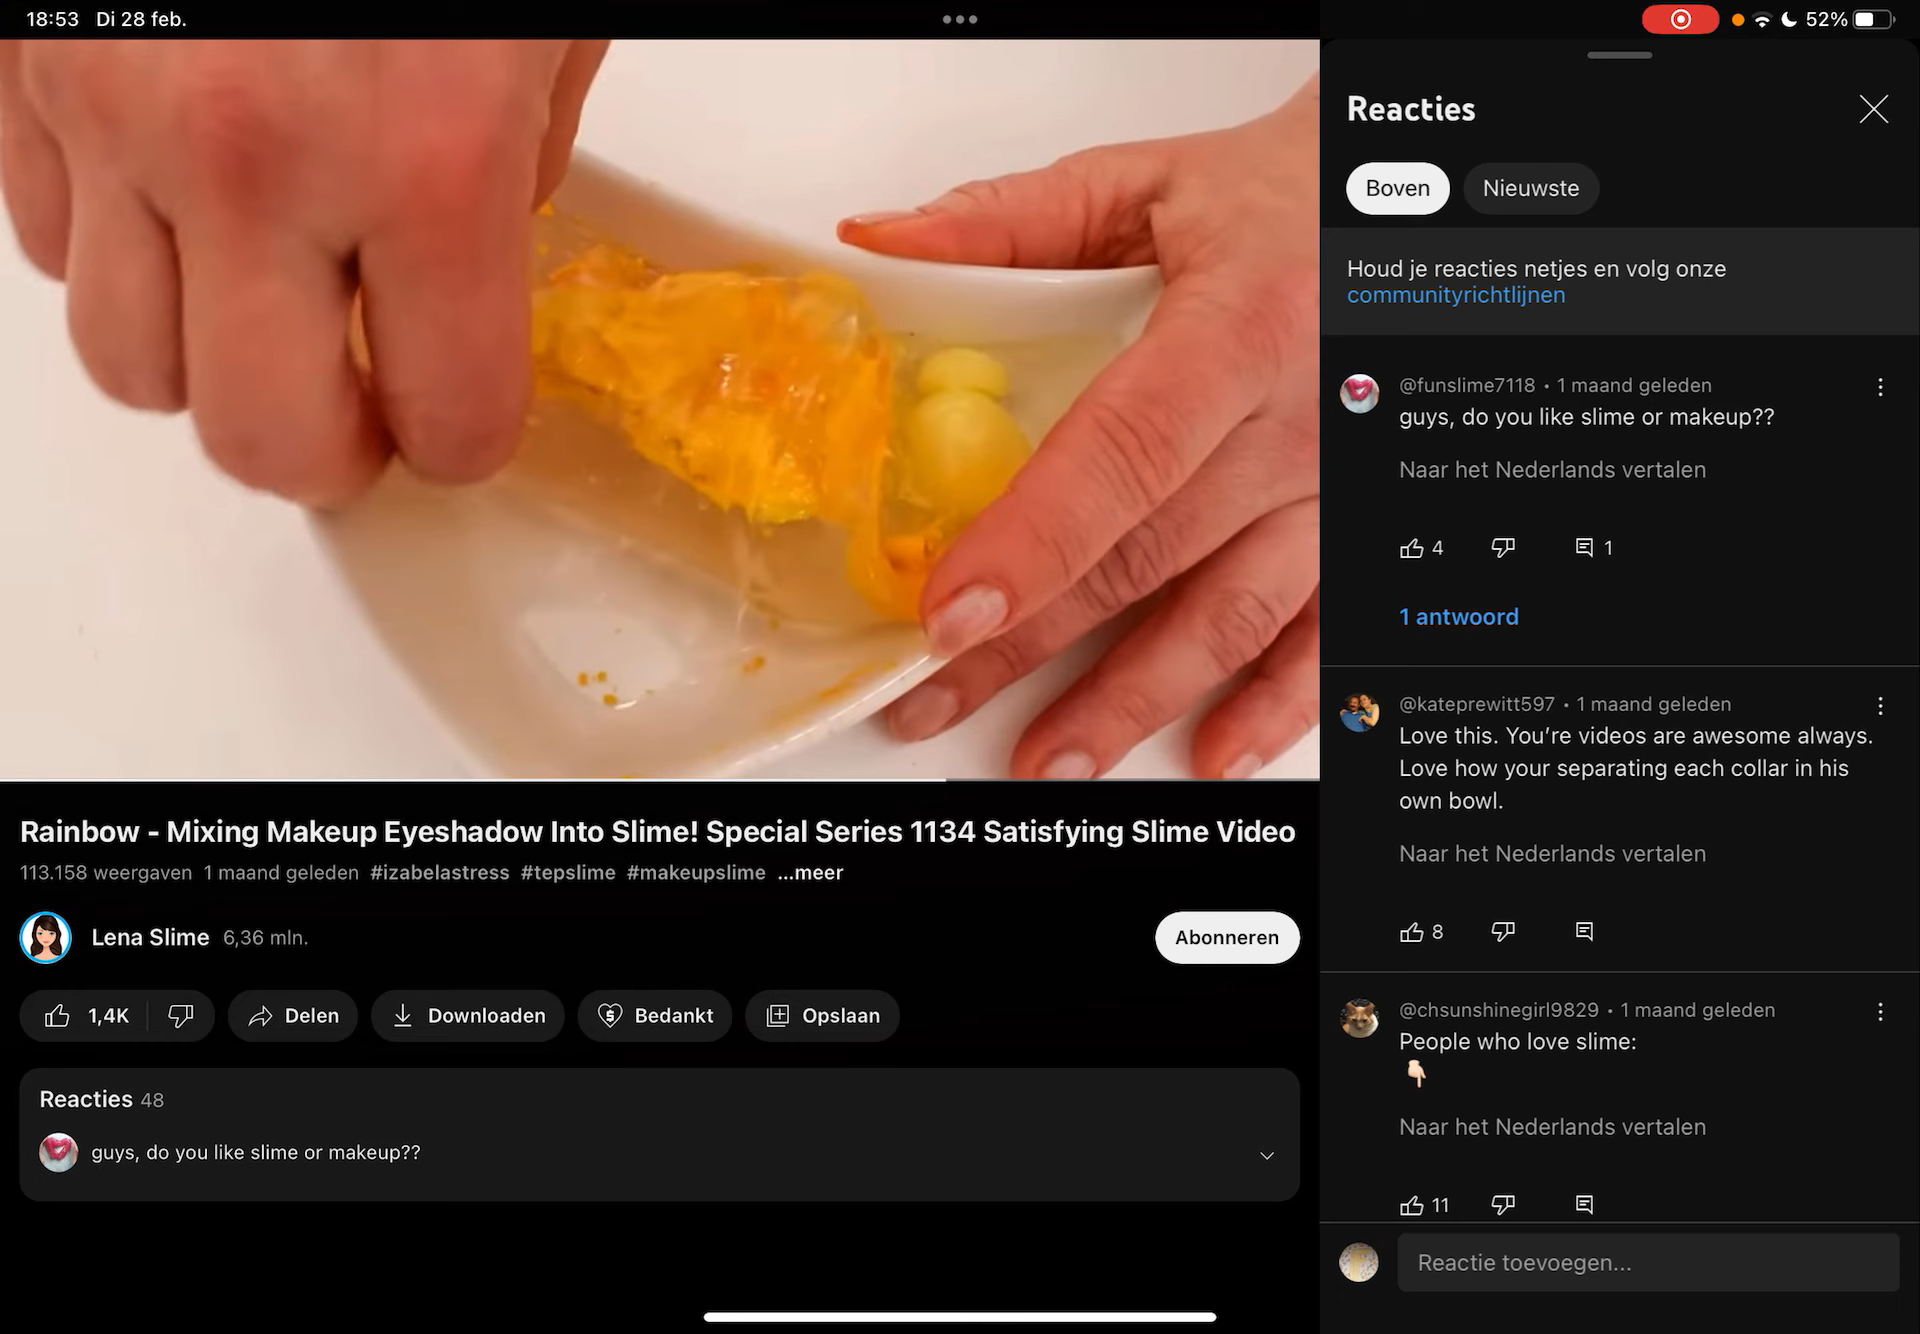 18:53 Di 28 feb.
52%
Rainbow - Mixing Makeup Eyeshadow Into Slime! Special Series 1134 Satisfying Slime Video
113.158 weergaven 1 maand geleden #izabelastress #tepslime #makeupslime ...meer
Lena Slime 6,36 mln.
Abonneren
1,4K
Delen
Downloaden
Bedankt
Opslaan
Reacties 48
guys, do you like slime or makeup??
Reacties
Boven
Nieuwste
Houd je reacties netjes en volg onze
communityrichtlijnen
@funslime7118 • 1 maand geleden
guys, do you like slime or makeup??
Naar het Nederlands vertalen
4
1
1 antwoord
@kateprewitt597 • 1 maand geleden
Love this. You’re videos are awesome always.
Love how your separating each collar in his
own bowl.
Naar het Nederlands vertalen
8
@chsunshinegirl9829 • 1 maand geleden
People who love slime:
👇🏻
Naar het Nederlands vertalen
11
Reactie toevoegen...